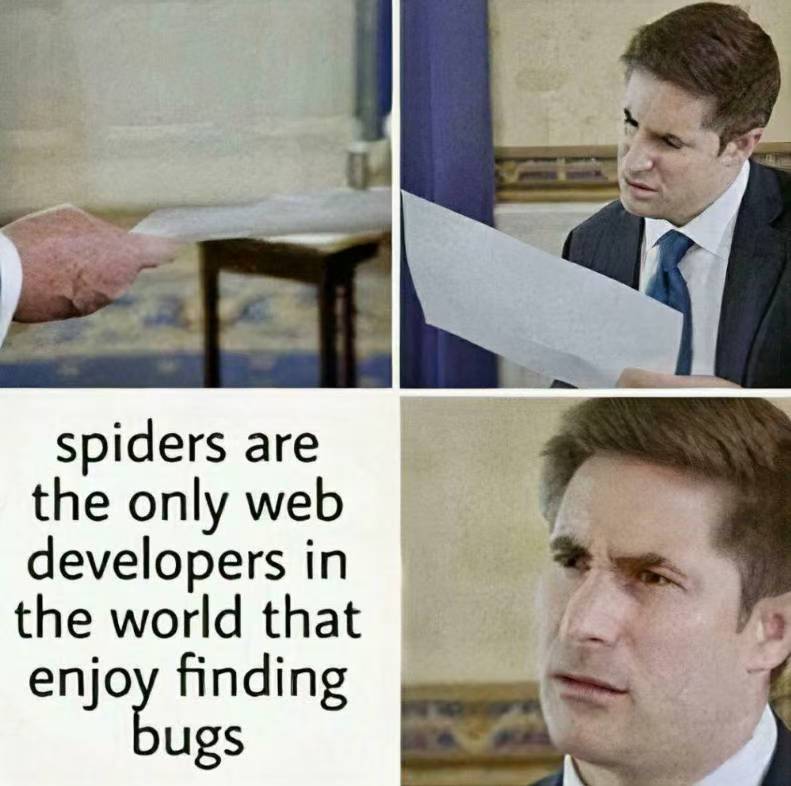 spiders are
the only web
developers in
the world that
enjoy finding
bugs